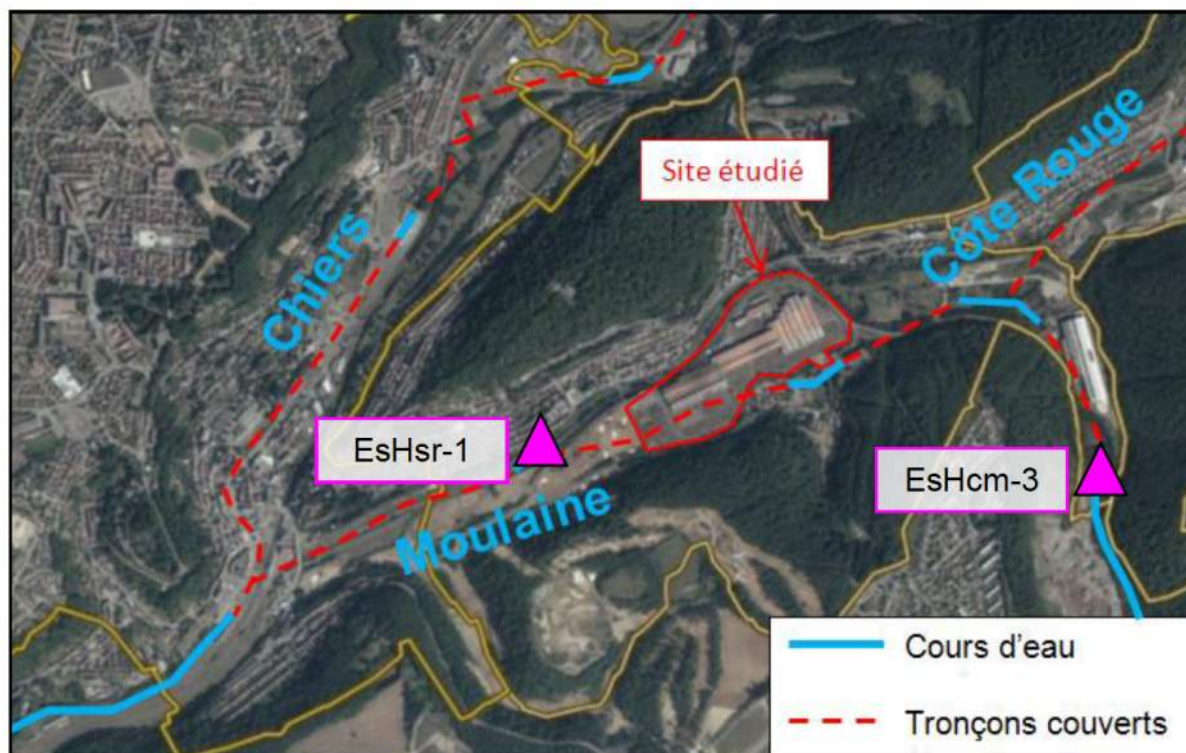 Site étudié
Côte Rouge
Chiers
EsHsr-1
EsHcm-3
Moulaine
Cours d'eau
Tronçons couverts